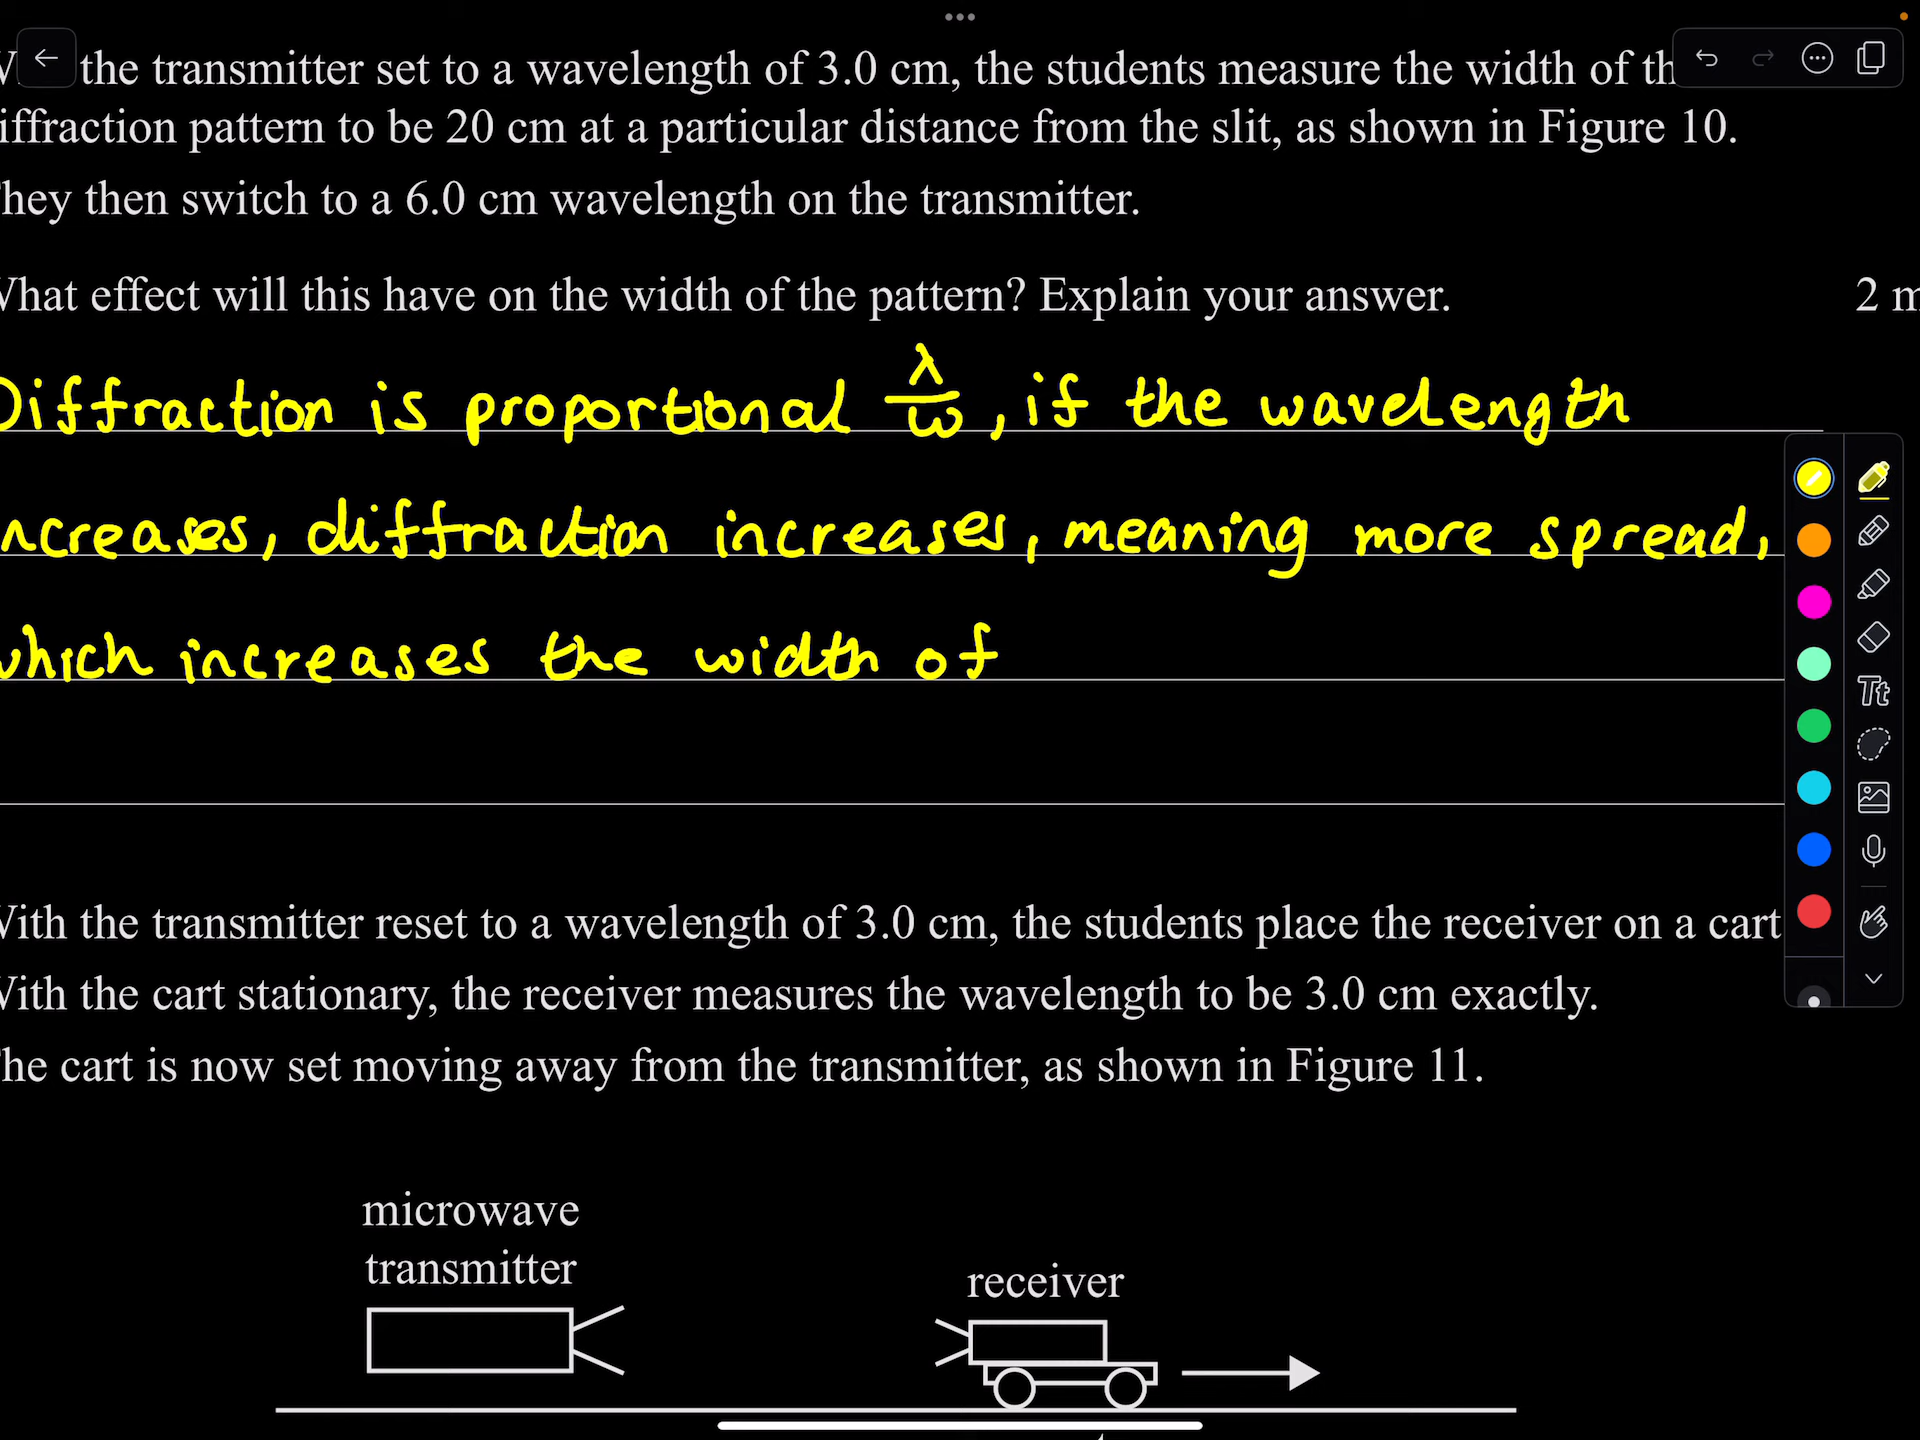 the transmitter set to a wavelength of 3.0 cm, the students measure the width of th
iffraction pattern to be 20 cm at a particular distance from the slit, as shown in Figure 10.
hey then switch to a 6.0 cm wavelength on the transmitter.
What effect will this have on the width of the pattern? Explain your answer. 2 m
Diffraction is proportional λ/w, if the wavelength
ncreases, diffraction increases, meaning more spread,
which increases the width of
Tt
With the transmitter reset to a wavelength of 3.0 cm, the students place the receiver on a cart
With the cart stationary, the receiver measures the wavelength to be 3.0 cm exactly.
he cart is now set moving away from the transmitter, as shown in Figure 11.
microwave
transmitter
receiver